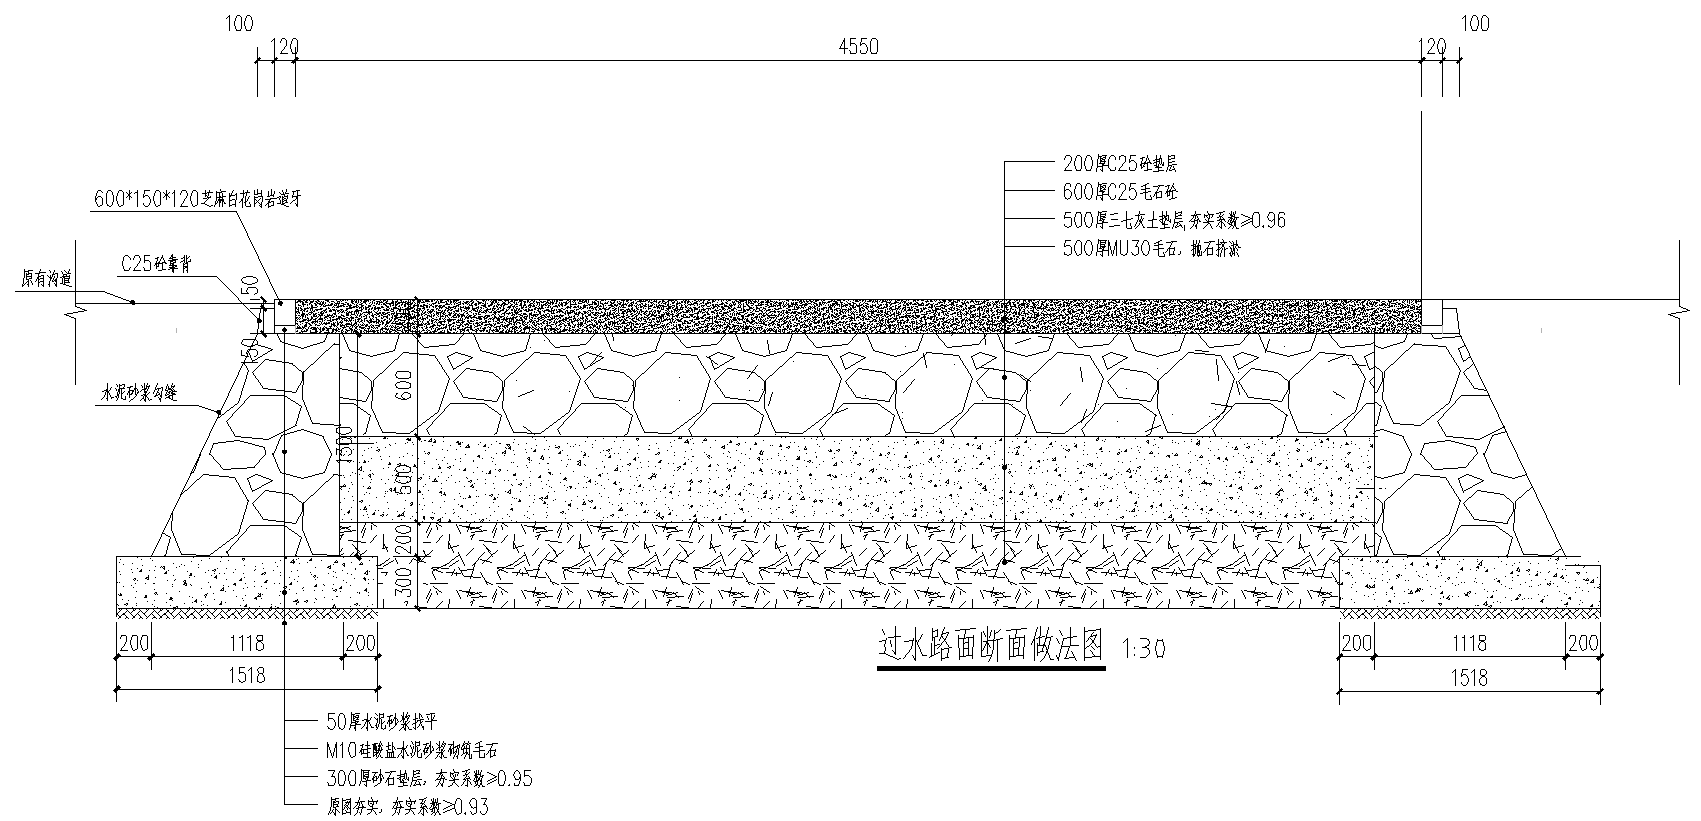 100
100
120
4550
120
200厚C25砼垫层
600厚C25毛石砼
500厚三七灰土垫层,夯实系数≥0.96
500厚MU30毛石, 抛石挤淤
600*150*120芝麻白花岗岩道牙
C25砼靠背
原有沟道
50
50
水泥砂浆勾缝
600
1500
500
200
300
过水路面断面做法图 1:30
200
1118
200
1518
200
1118
200
1518
50厚水泥砂浆找平
M10硅酸盐水泥砂浆砌筑毛石
300厚砂石垫层, 夯实系数≥0.95
原图夯实, 夯实系数≥0.93